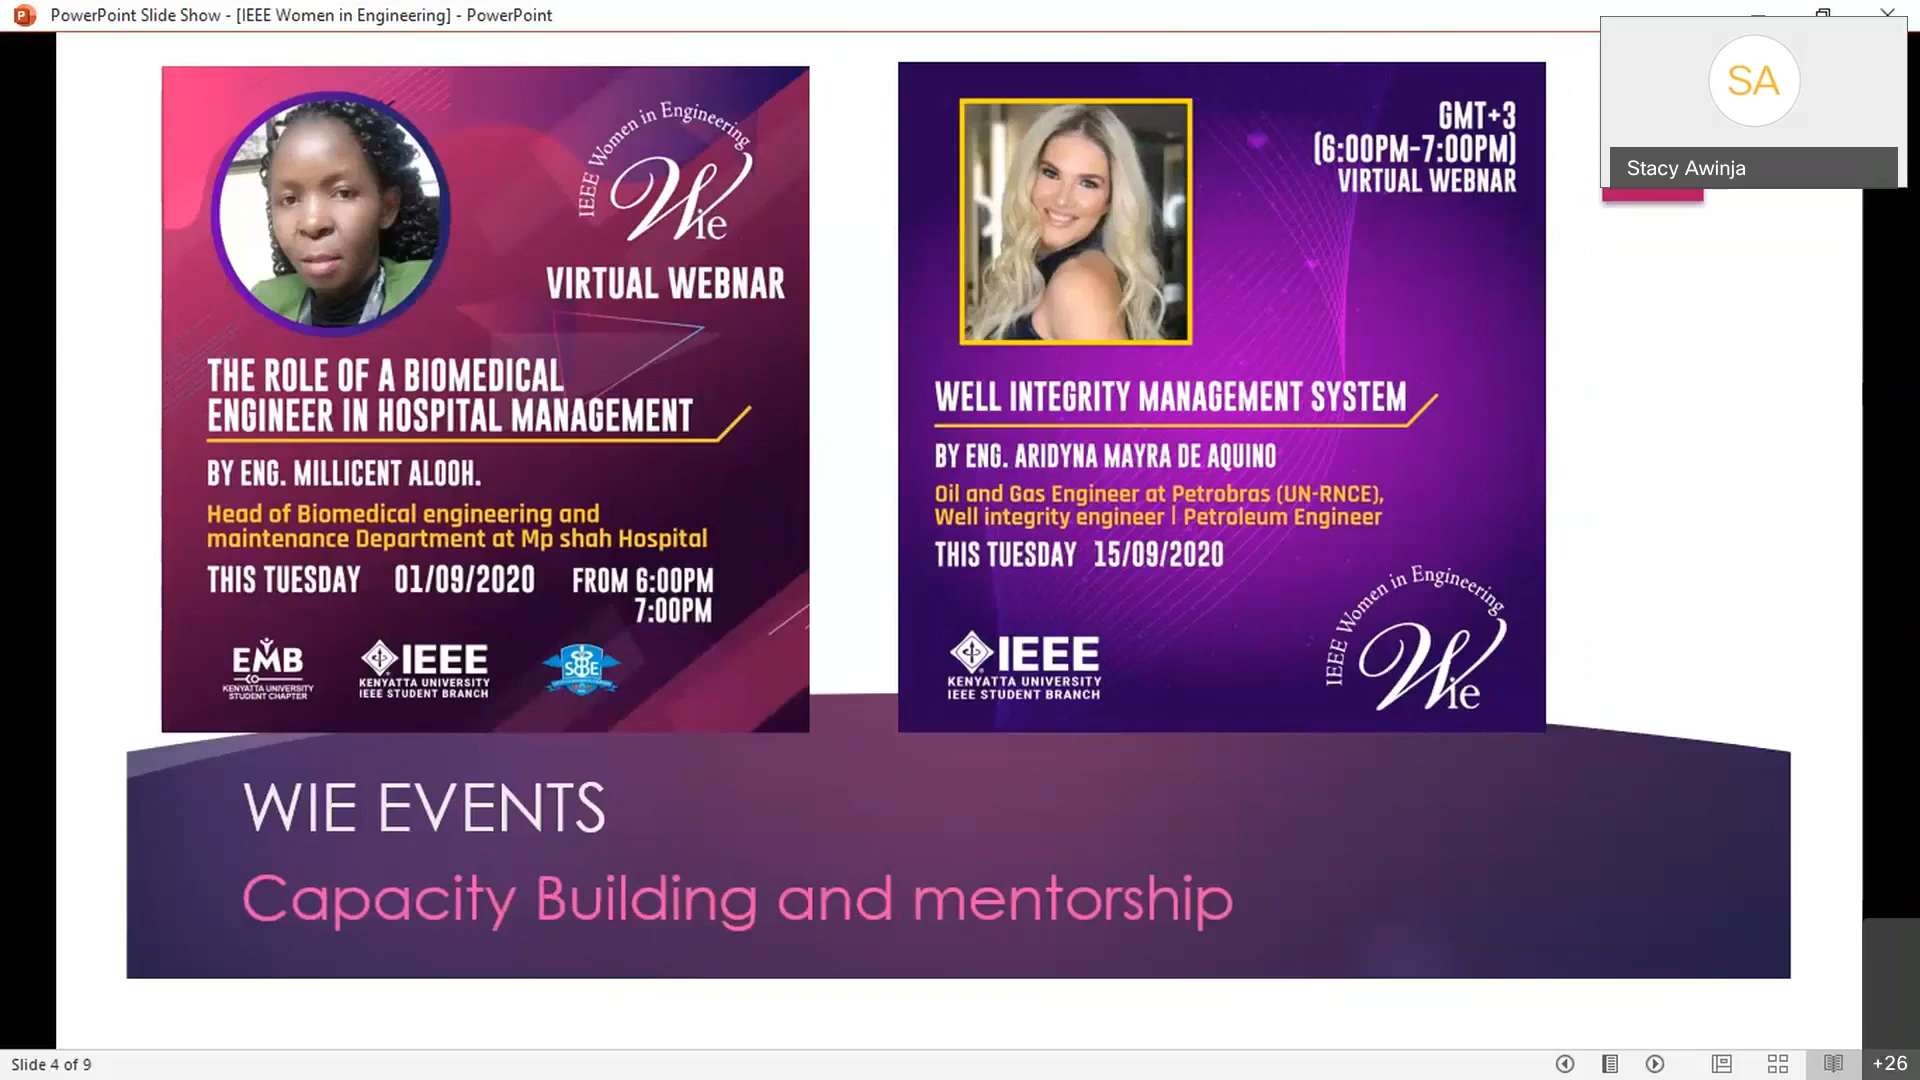 PowerPoint Slide Show - [IEEE Women in Engineering] - PowerPoint
SA
Stacy Awinja
IEEE Women in Engineering
Wie
VIRTUAL WEBNAR
THE ROLE OF A BIOMEDICAL
ENGINEER IN HOSPITAL MANAGEMENT
BY ENG. MILLICENT ALOOH.
Head of Biomedical engineering and
maintenance Department at Mp shah Hospital
THIS TUESDAY 01/09/2020 FROM 6:00PM
7:00PM
EMB
KENYATTA UNIVERSITY
STUDENT CHAPTER
IEEE
KENYATTA UNIVERSITY
IEEE STUDENT BRANCH
GMT+3
(6:00PM-7:00PM)
VIRTUAL WEBNAR
WELL INTEGRITY MANAGEMENT SYSTEM
BY ENG. ARIDYNA MAYRA DE AQUINO
Oil and Gas Engineer at Petrobras (UN-RNCE),
Well integrity engineer | Petroleum Engineer
THIS TUESDAY 15/09/2020
IEEE
KENYATTA UNIVERSITY
IEEE STUDENT BRANCH
IEEE Women in Engineering
Wie
WIE EVENTS
Capacity Building and mentorship
Slide 4 of 9
+26